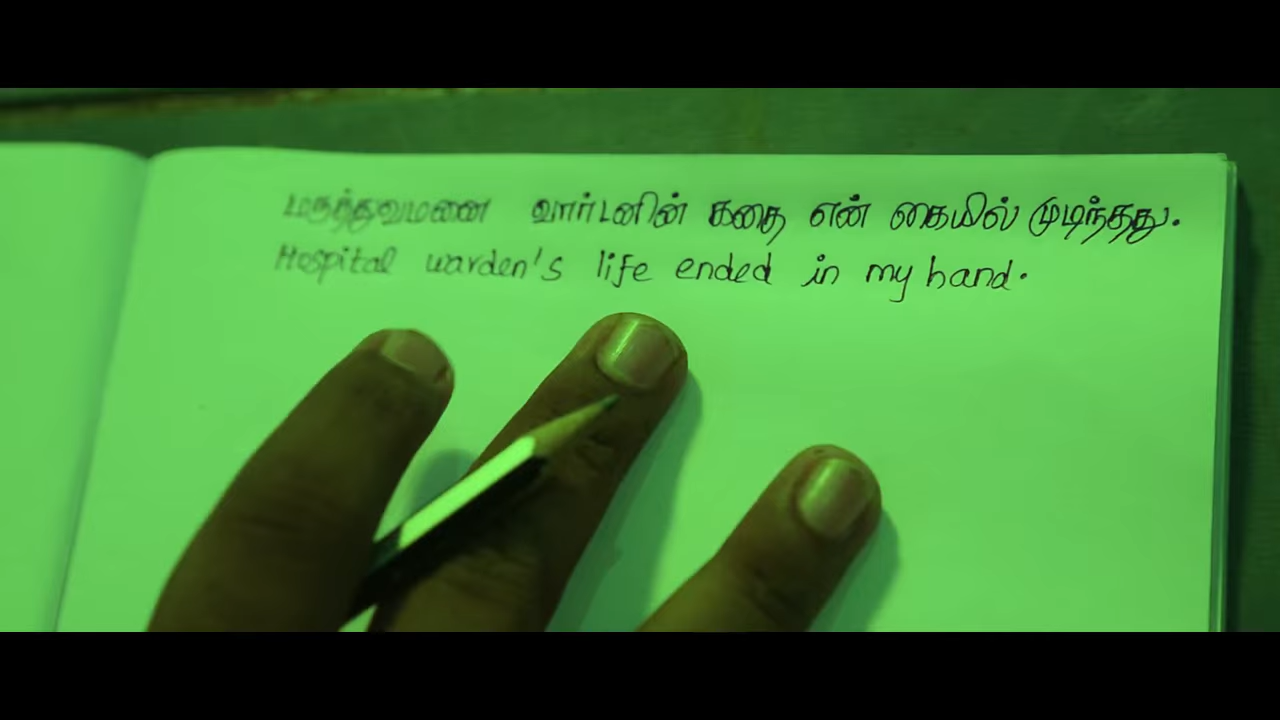 மருத்துவமனை வார்டனின் கதை என் கையில் முடிந்தது.
Hospital warden's life ended in my hand.